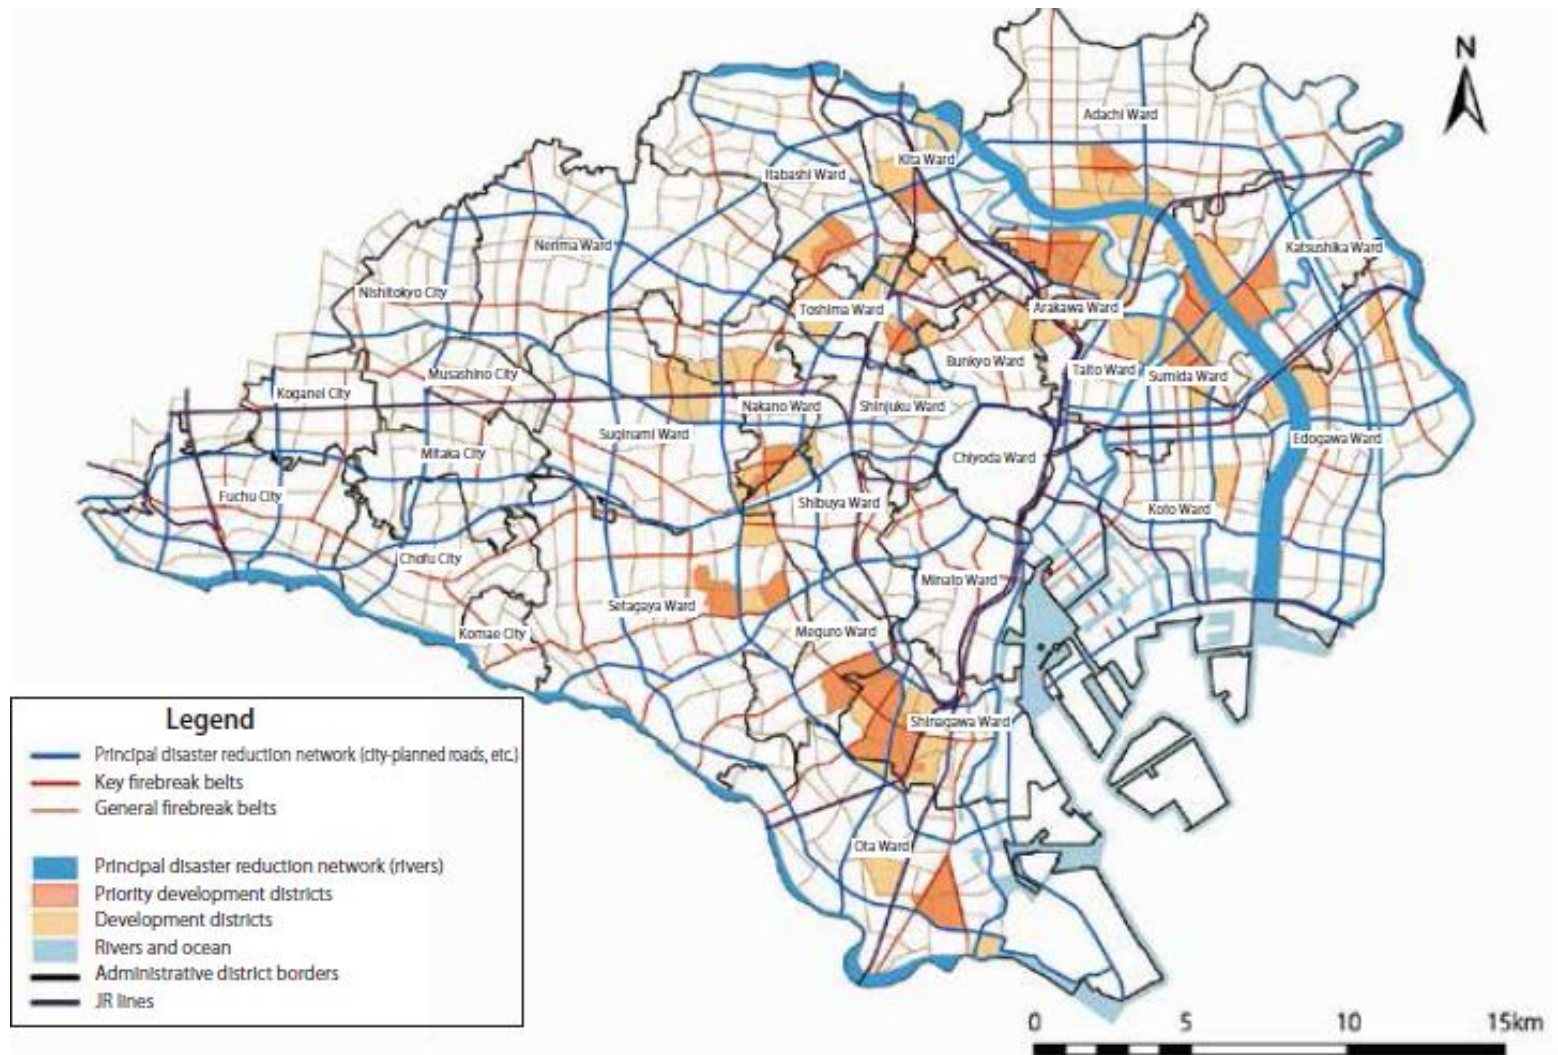 N
Adachi Ward
Kita Ward
Itabashi Ward
Nerima Ward
Katsushika Ward
Nishitokyo City
Toshima Ward
Arakawa Ward
Bunkyo Ward
Taito Ward
Sumida Ward
Musashino City
Koganei City
Nakano Ward
Shinjuku Ward
Suginami Ward
Edogawa Ward
Mitaka City
Chiyoda Ward
Fuchu City
Shibuya Ward
Koto Ward
Chofu City
Minato Ward
Setagaya Ward
Komae City
Meguro Ward
Shinagawa Ward
Ota Ward
Legend
Principal disaster reduction network (city-planned roads, etc.)
Key firebreak belts
General firebreak belts
Principal disaster reduction network (rivers)
Priority development districts
Development districts
Rivers and ocean
Administrative district borders
JR lines
0 5 10 15km